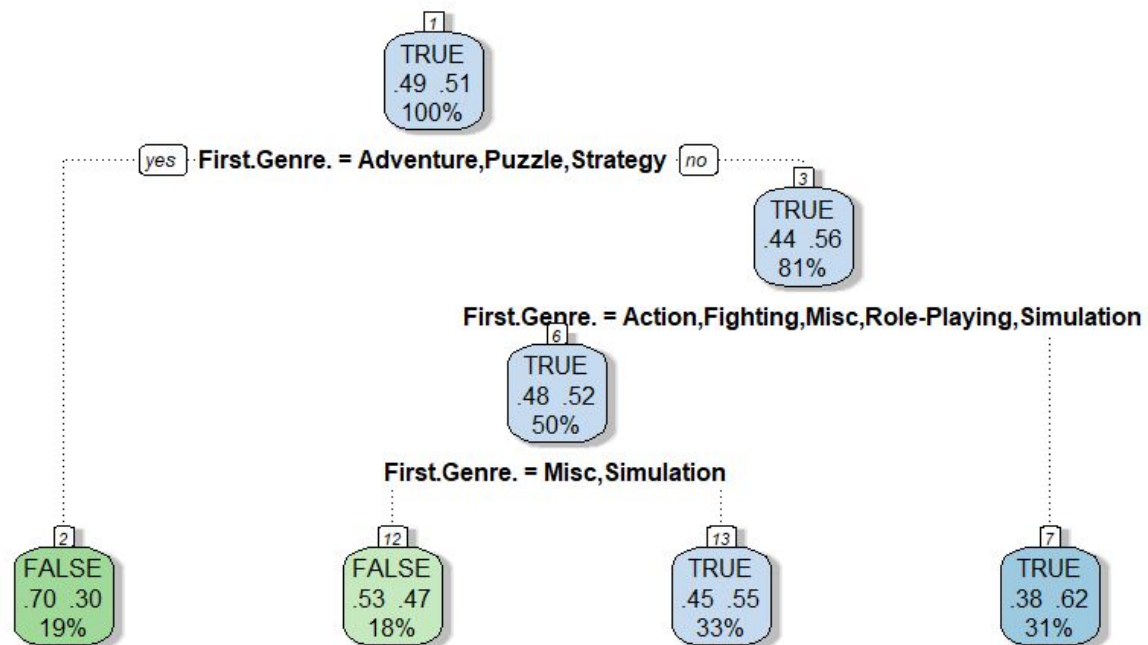 1
TRUE
.49 .51
100%
yes First.Genre. = Adventure,Puzzle,Strategy no
3
TRUE
.44 .56
81%
First.Genre. = Action,Fighting,Misc,Role-Playing,Simulation
6
TRUE
.48 .52
50%
First.Genre. = Misc,Simulation
2
FALSE
.70 .30
19%
12
FALSE
.53 .47
18%
13
TRUE
.45 .55
33%
7
TRUE
.38 .62
31%